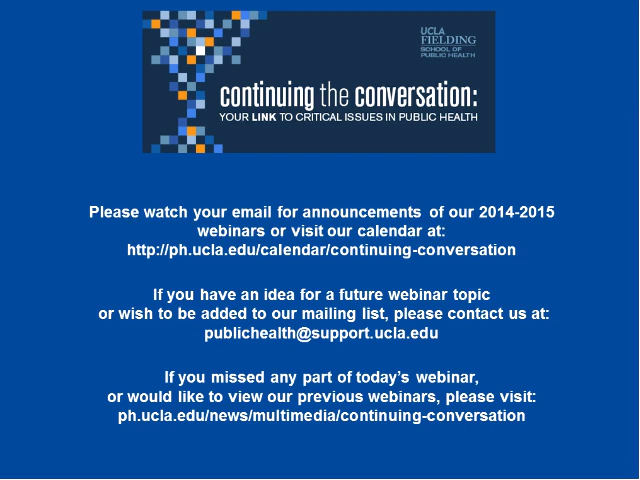 UCLA
FIELDING
SCHOOL OF
PUBLIC HEALTH
continuing the conversation:
YOUR LINK TO CRITICAL ISSUES IN PUBLIC HEALTH
Please watch your email for announcements of our 2014-2015
webinars or visit our calendar at:
http://ph.ucla.edu/calendar/continuing-conversation
If you have an idea for a future webinar topic
or wish to be added to our mailing list, please contact us at:
publichealth@support.ucla.edu
If you missed any part of today's webinar,
or would like to view our previous webinars, please visit:
ph.ucla.edu/news/multimedia/continuing-conversation